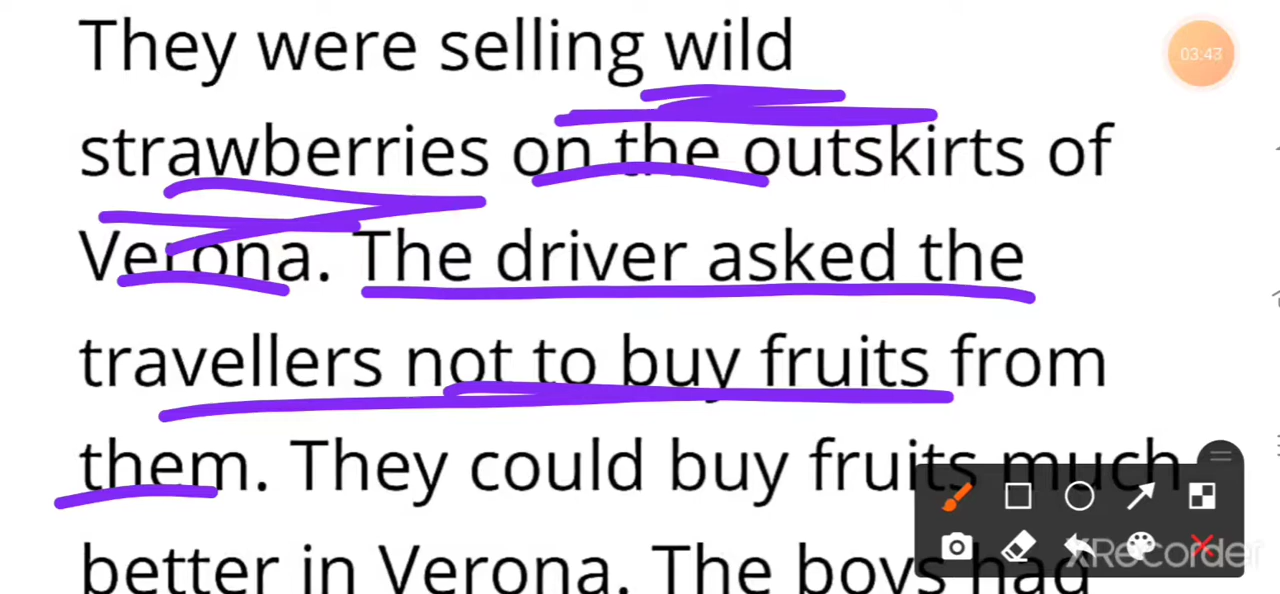 They were selling wild
03:43
strawberries on the outskirts of
Verona. The driver asked the
travellers not to buy fruits from
them. They could buy fruits much
better in Verona. The boys had
XRecorder